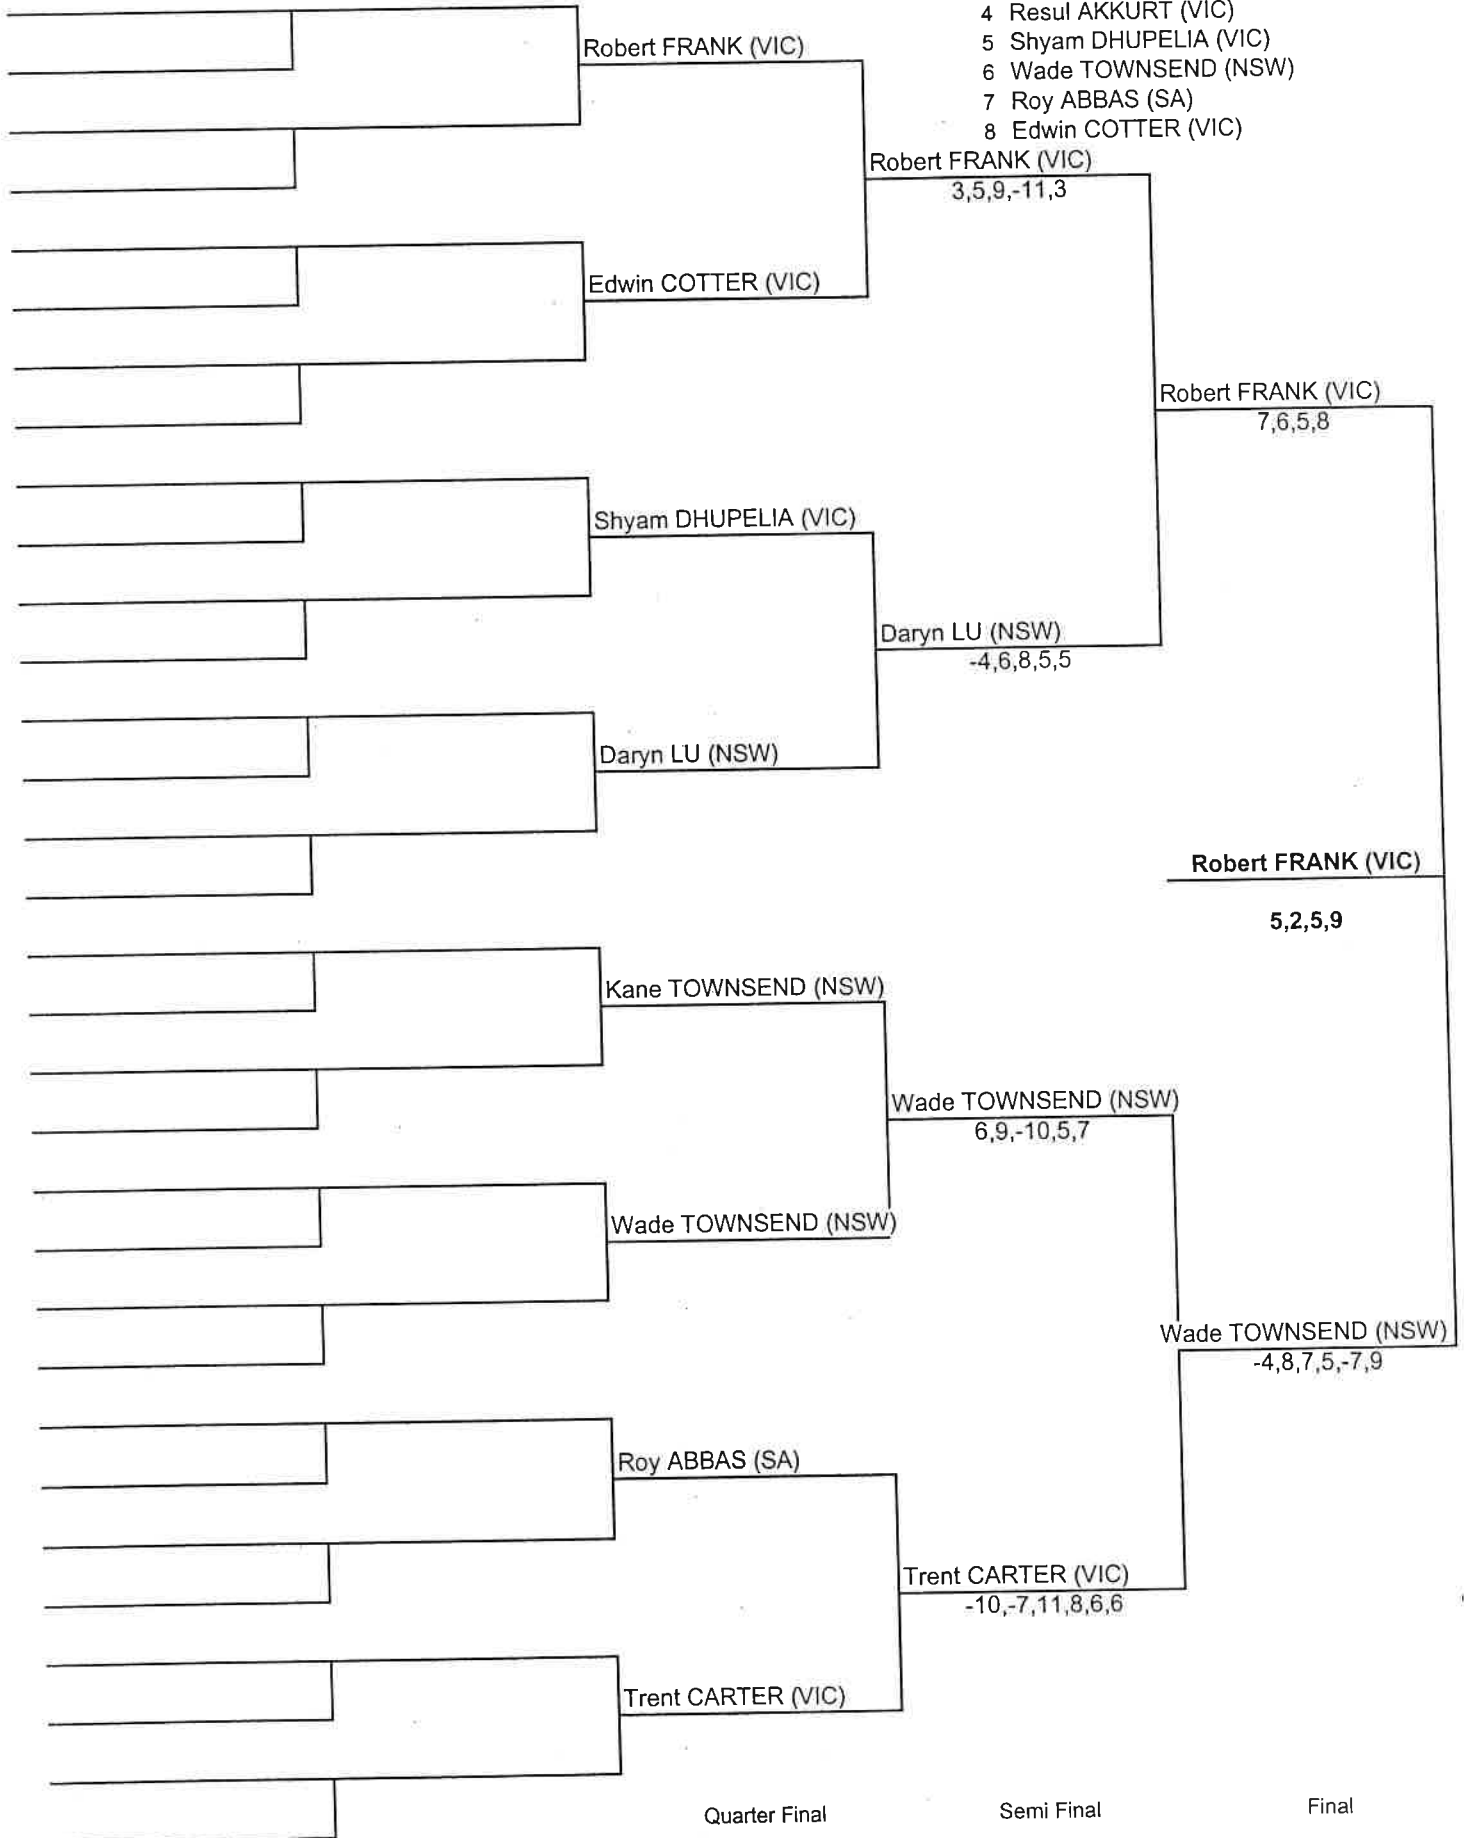 4 Resul AKKURT (VIC)
5 Shyam DHUPELIA (VIC)
6 Wade TOWNSEND (NSW)
7 Roy ABBAS (SA)
8 Edwin COTTER (VIC)
Robert FRANK (VIC)
Robert FRANK (VIC)
3,5,9,-11,3
Edwin COTTER (VIC)
Robert FRANK (VIC)
7,6,5,8
Shyam DHUPELIA (VIC)
Daryn LU (NSW)
-4,6,8,5,5
Daryn LU (NSW)
Robert FRANK (VIC)
5,2,5,9
Kane TOWNSEND (NSW)
Wade TOWNSEND (NSW)
6,9,-10,5,7
Wade TOWNSEND (NSW)
Wade TOWNSEND (NSW)
-4,8,7,5,-7,9
Roy ABBAS (SA)
Trent CARTER (VIC)
-10,-7,11,8,6,6
Trent CARTER (VIC)
Quarter Final
Semi Final
Final